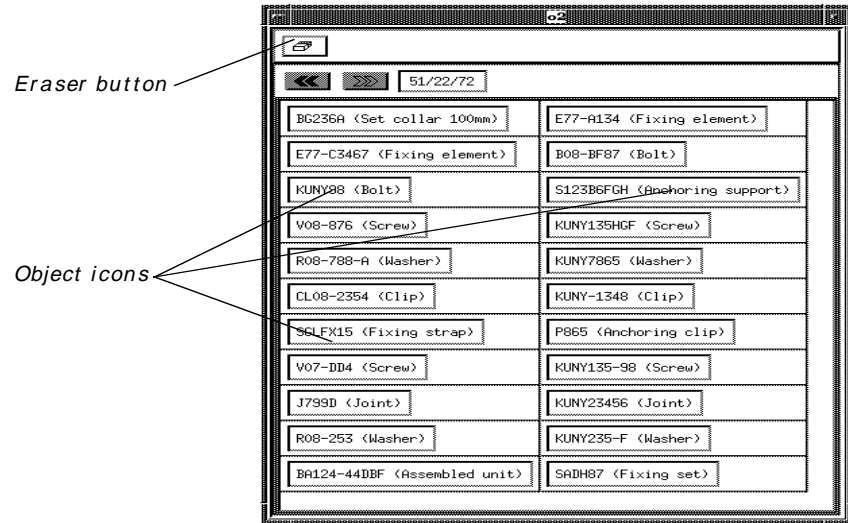 o2
Eraser button
51/22/72
BG236A (Set collar 100mm) E77-A134 (Fixing element)
E77-C3467 (Fixing element) B08-BF87 (Bolt)
KUNY98 (Bolt) S123B6FGH (Anchoring support)
V08-876 (Screw) KUNY135HGF (Screw)
Object icons
R08-788-A (Washer) KUNY7865 (Washer)
CL08-2354 (Clip) KUNY-1348 (Clip)
SGLFX15 (Fixing strap) P865 (Anchoring clip)
V07-DD4 (Screw) KUNY135-98 (Screw)
J799D (Joint) KUNY23456 (Joint)
R08-253 (Washer) KUNY235-F (Washer)
BA124-44DBF (Assembled unit) SADH87 (Fixing set)